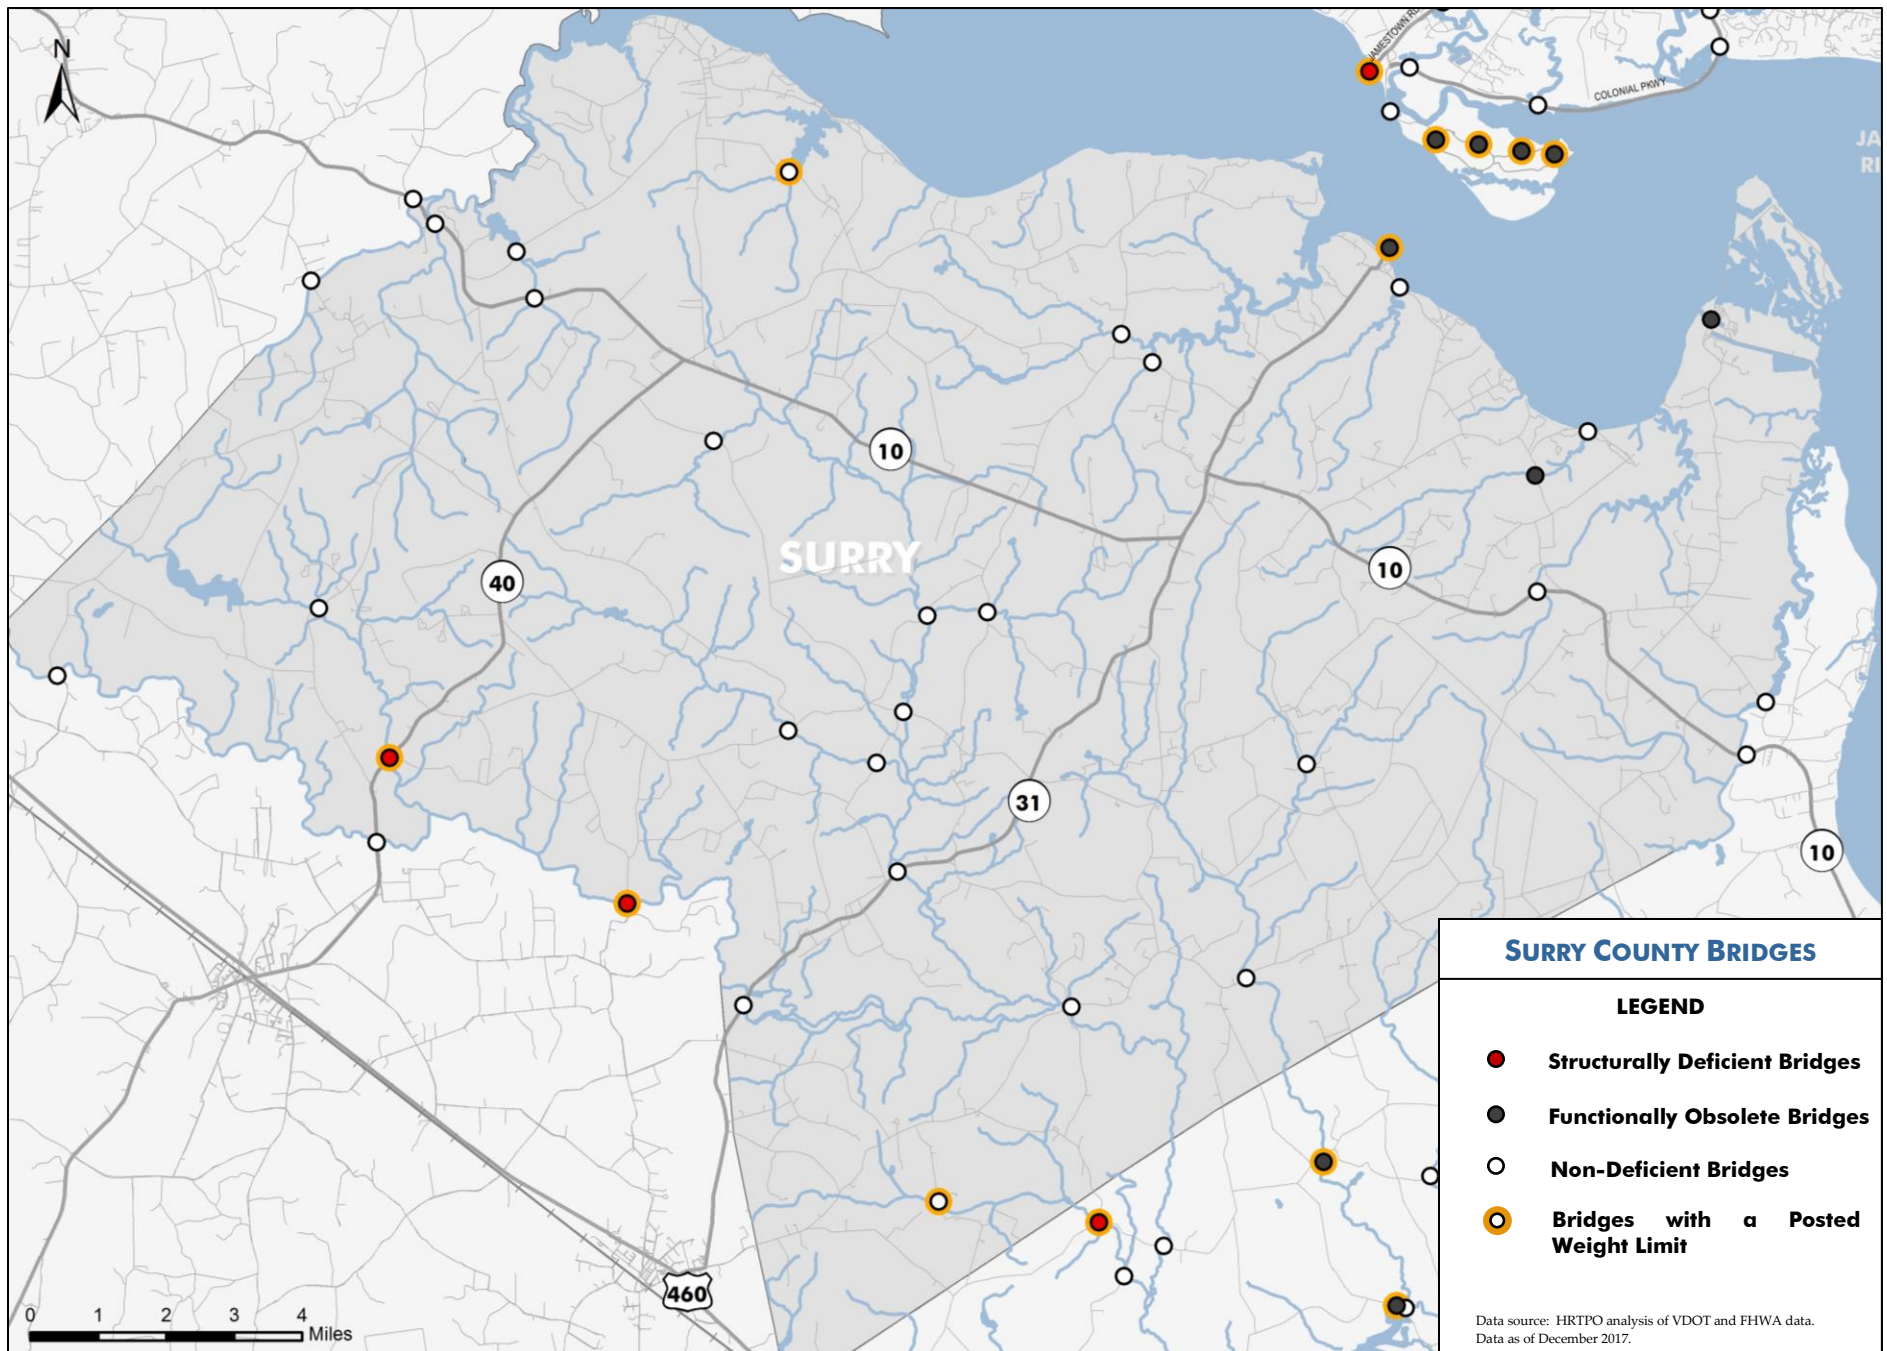 N
JAMESTOWN RD
COLONIAL PKWY
JA
RI
10
SURRY
40
10
31
10
460
0 1 2 3 4
Miles
SURRY COUNTY BRIDGES
LEGEND
Structurally Deficient Bridges
Functionally Obsolete Bridges
Non-Deficient Bridges
Bridges with a Posted
Weight Limit
Data source: HRTPO analysis of VDOT and FHWA data.
Data as of December 2017.